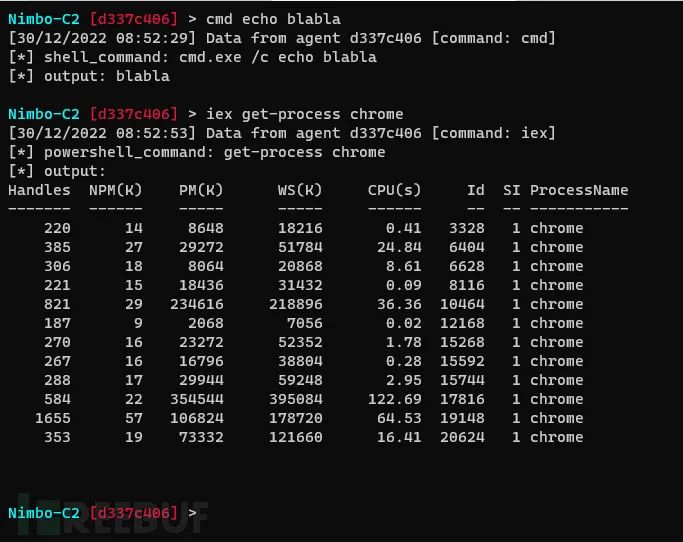 Nimbo-C2 [d337c406] > cmd echo blabla
[30/12/2022 08:52:29] Data from agent d337c406 [command: cmd]
[*] shell_command: cmd.exe /c echo blabla
[*] output: blabla
Nimbo-C2 [d337c406] > iex get-process chrome
[30/12/2022 08:52:53] Data from agent d337c406 [command: iex]
[*] powershell_command: get-process chrome
[*] output:
Handles  NPM(K)    PM(K)      WS(K)     CPU(s)     Id  SI ProcessName
-------  ------    -----      -----     ------     --  -- -----------
    220      14     8648      18216       0.41   3328   1 chrome
    385      27    29272      51784      24.84   6404   1 chrome
    306      18     8064      20868       8.61   6628   1 chrome
    221      15    18436      31432       0.09   8116   1 chrome
    821      29   234616     218896      36.36  10464   1 chrome
    187       9     2068       7056       0.02  12168   1 chrome
    270      16    23272      52352       1.78  15268   1 chrome
    267      16    16796      38804       0.28  15592   1 chrome
    288      17    29944      59248       2.95  15744   1 chrome
    584      22   354544     395084     122.69  17816   1 chrome
   1655      57   106824     178720      64.53  19148   1 chrome
    353      19    73332     121660      16.41  20624   1 chrome
Nimbo-C2 [d337c406] >
REEBUF